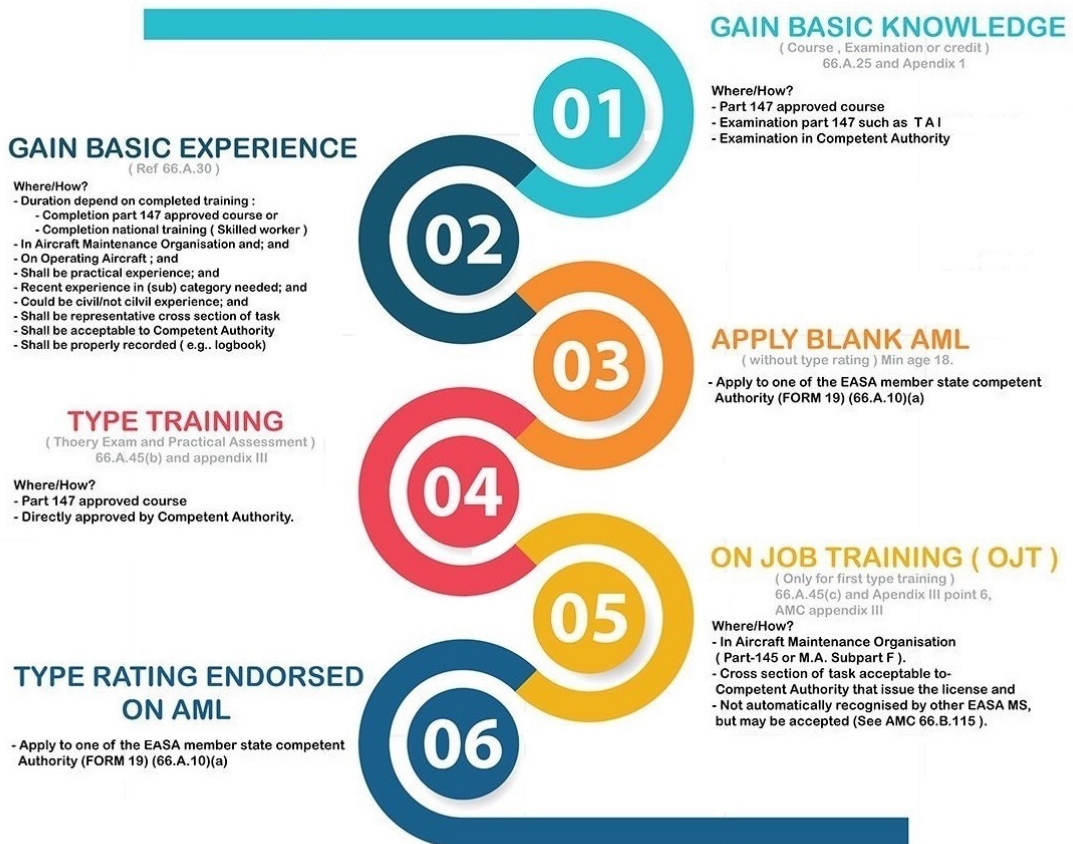 01
GAIN BASIC KNOWLEDGE
( Course , Examination or credit )
66.A.25 and Apendix 1
Where/How?
- Part 147 approved course
- Examination part 147 such as T A I
- Examination in Competent Authority
GAIN BASIC EXPERIENCE
( Ref 66.A.30 )
Where/How?
- Duration depend on completed training :
- Completion part 147 approved course or
- Completion national training ( Skilled worker )
- In Aircraft Maintenance Organisation and; and
- On Operating Aircraft ; and
- Shall be practical experience; and
- Recent experience in (sub) category needed; and
- Could be civil/not cilvil experience; and
- Shall be representative cross section of task
- Shall be acceptable to Competent Authority
- Shall be properly recorded ( e.g.. logbook)
02
03
APPLY BLANK AML
( without type rating ) Min age 18.
- Apply to one of the EASA member state competent
Authority (FORM 19) (66.A.10)(a)
TYPE TRAINING
( Thoery Exam and Practical Assessment )
66.A.45(b) and appendix III
Where/How?
- Part 147 approved course
- Directly approved by Competent Authority.
04
05
ON JOB TRAINING ( OJT )
( Only for first type training )
66.A.45(c) and Apendix III point 6,
AMC appendix III
Where/How?
- In Aircraft Maintenance Organisation
( Part-145 or M.A. Subpart F ).
- Cross section of task acceptable to-
Competent Authority that issue the license and
- Not automatically recognised by other EASA MS,
but may be accepted (See AMC 66.B.115 ).
TYPE RATING ENDORSED
ON AML
- Apply to one of the EASA member state competent
Authority (FORM 19) (66.A.10)(a)
06